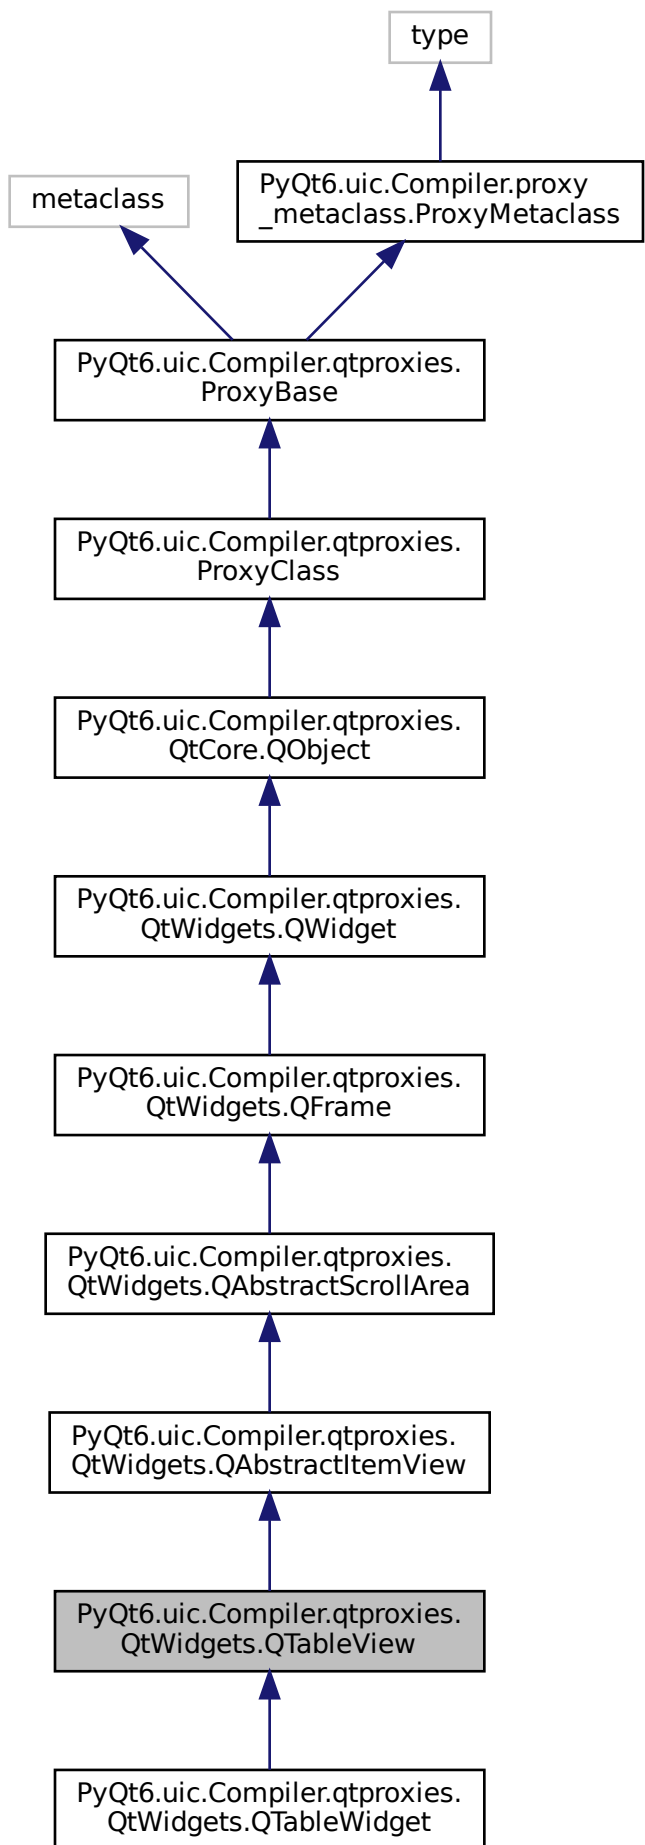 type
metaclass
PyQt6.uic.Compiler.proxy
_metaclass.ProxyMetaclass
PyQt6.uic.Compiler.qtproxies.
ProxyBase
PyQt6.uic.Compiler.qtproxies.
ProxyClass
PyQt6.uic.Compiler.qtproxies.
QtCore.QObject
PyQt6.uic.Compiler.qtproxies.
QtWidgets.QWidget
PyQt6.uic.Compiler.qtproxies.
QtWidgets.QFrame
PyQt6.uic.Compiler.qtproxies.
QtWidgets.QAbstractScrollArea
PyQt6.uic.Compiler.qtproxies.
QtWidgets.QAbstractItemView
PyQt6.uic.Compiler.qtproxies.
QtWidgets.QTableView
PyQt6.uic.Compiler.qtproxies.
QtWidgets.QTableWidget